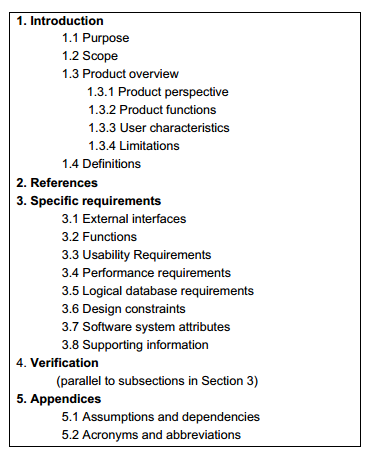 1. Introduction
1.1 Purpose
1.2 Scope
1.3 Product overview
1.3.1 Product perspective
1.3.2 Product functions
1.3.3 User characteristics
1.3.4 Limitations
1.4 Definitions
2. References
3. Specific requirements
3.1 External interfaces
3.2 Functions
3.3 Usability Requirements
3.4 Performance requirements
3.5 Logical database requirements
3.6 Design constraints
3.7 Software system attributes
3.8 Supporting information
4. Verification
(parallel to subsections in Section 3)
5. Appendices
5.1 Assumptions and dependencies
5.2 Acronyms and abbreviations